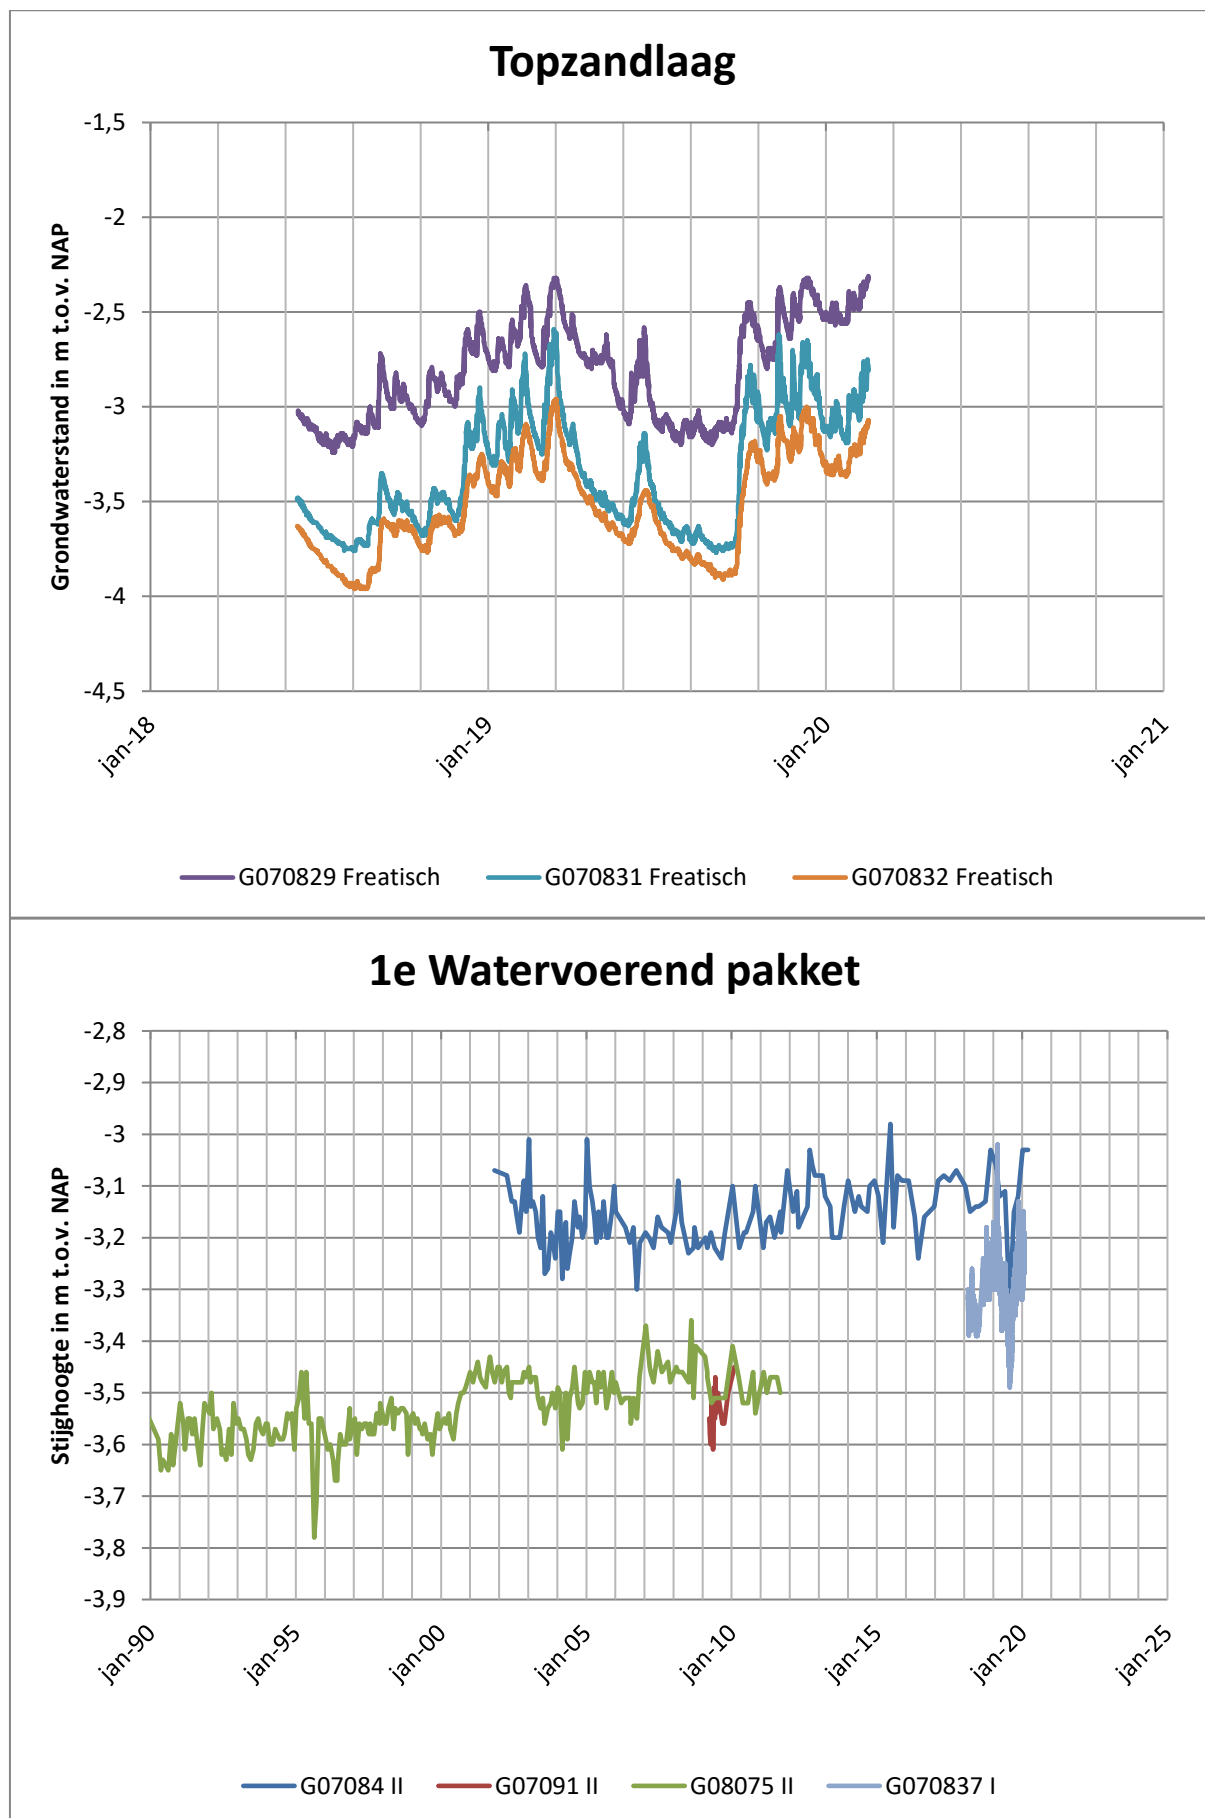 Topzandlaag
Grondwaterstand in m t.o.v. NAP
-1,5
-2
-2,5
-3
-3,5
-4
-4,5
jan-18
jan-19
jan-20
jan-21
G070829 Freatisch
G070831 Freatisch
G070832 Freatisch
1e Watervoerend pakket
Stijghoogte in m t.o.v. NAP
-2,8
-2,9
-3
-3,1
-3,2
-3,3
-3,4
-3,5
-3,6
-3,7
-3,8
-3,9
jan-90
jan-95
jan-00
jan-05
jan-10
jan-15
jan-20
jan-25
G07084 II
G07091 II
G08075 II
G070837 I